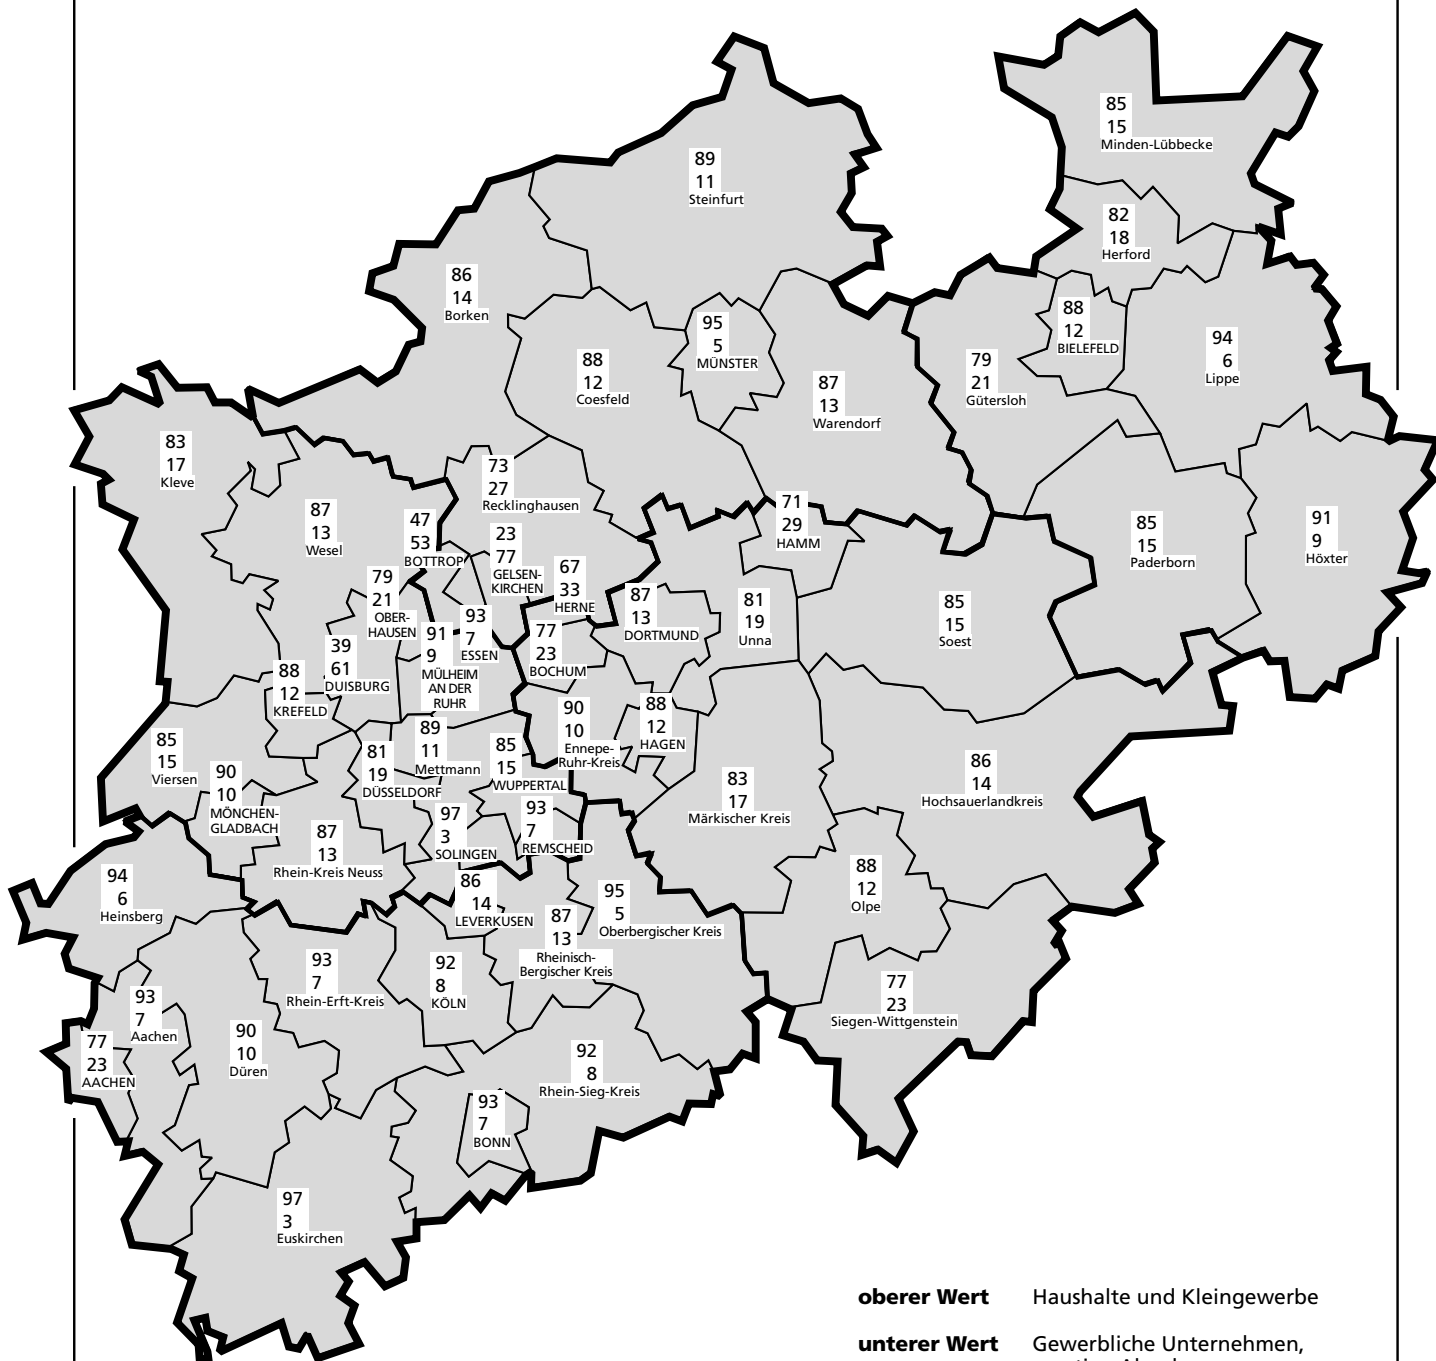 85
15
Minden-Lübbecke
89
11
Steinfurt
82
18
Herford
86
14
Borken
95
5
MÜNSTER
88
12
BIELEFELD
94
6
Lippe
88
12
Coesfeld
79
21
Gütersloh
87
13
Warendorf
83
17
Kleve
73
27
Recklinghausen
87
13
Wesel
47
53
BOTTROP
23
77
GELSEN-
KIRCHEN
71
29
HAMM
85
15
Paderborn
91
9
Höxter
67
33
HERNE
79
21
OBER-
HAUSEN
87
13
DORTMUND
81
19
Unna
85
15
Soest
93
7
ESSEN
91
9
MÜLHEIM
AN DER
RUHR
77
23
BOCHUM
39
61
DUISBURG
88
12
KREFELD
90
10
Ennepe-
Ruhr-Kreis
88
12
HAGEN
85
15
Viersen
90
10
MÖNCHEN-
GLADBACH
81
19
DÜSSELDORF
89
11
Mettmann
85
15
WUPPERTAL
83
17
Märkischer Kreis
86
14
Hochsauerlandkreis
87
13
Rhein-Kreis Neuss
97
3
SOLINGEN
93
7
REMSCHEID
94
6
Heinsberg
86
14
LEVERKUSEN
95
5
Oberbergischer Kreis
88
12
Olpe
87
13
Rheinisch-
Bergischer Kreis
93
7
Rhein-Erft-Kreis
92
8
KÖLN
93
7
Aachen
77
23
Siegen-Wittgenstein
77
23
AACHEN
90
10
Düren
92
8
Rhein-Sieg-Kreis
93
7
BONN
97
3
Euskirchen
oberer Wert Haushalte und Kleingewerbe
unterer Wert Gewerbliche Unternehmen,